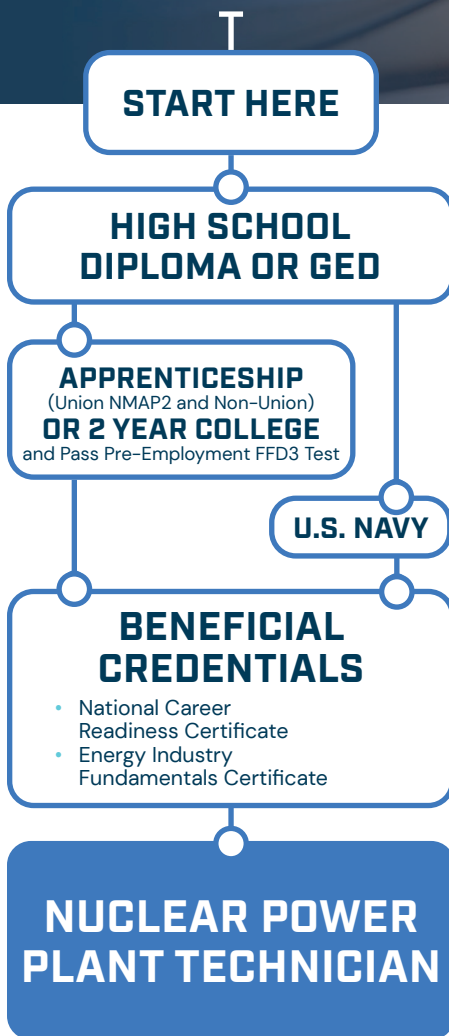 START HERE
HIGH SCHOOL
DIPLOMA OR GED
APPRENTICESHIP
(Union NMAP2 and Non-Union)
OR 2 YEAR COLLEGE
and Pass Pre-Employment FFD3 Test
U.S. NAVY
BENEFICIAL
CREDENTIALS
• National Career
Readiness Certificate
• Energy Industry
Fundamentals Certificate
NUCLEAR POWER
PLANT TECHNICIAN